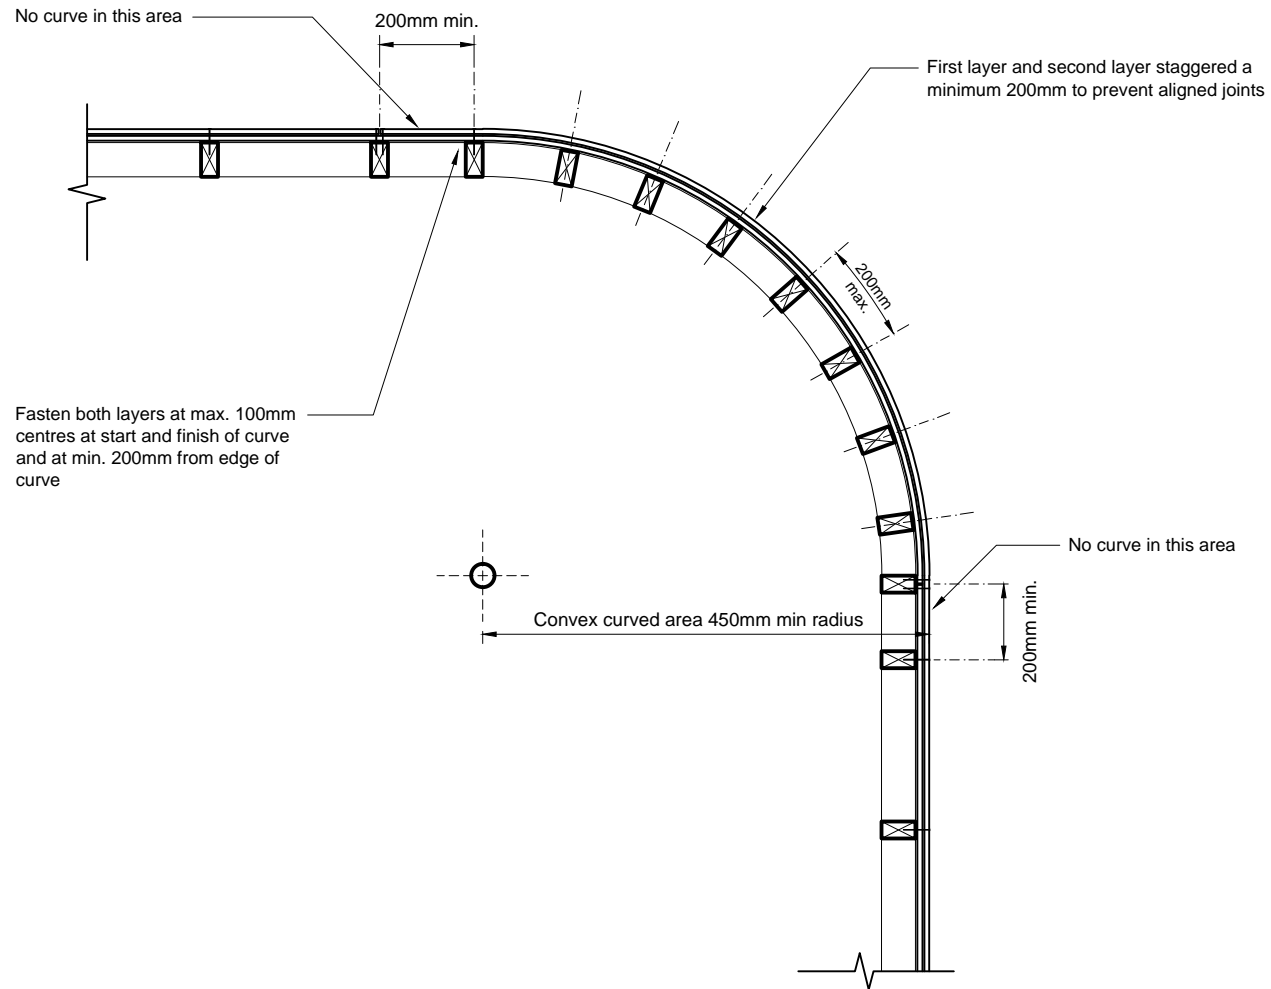 No curve in this area
200mm min.
First layer and second layer staggered a
minimum 200mm to prevent aligned joints
200mm
max.
Fasten both layers at max. 100mm
centres at start and finish of curve
and at min. 200mm from edge of
curve
No curve in this area
Convex curved area 450mm min radius
200mm min.